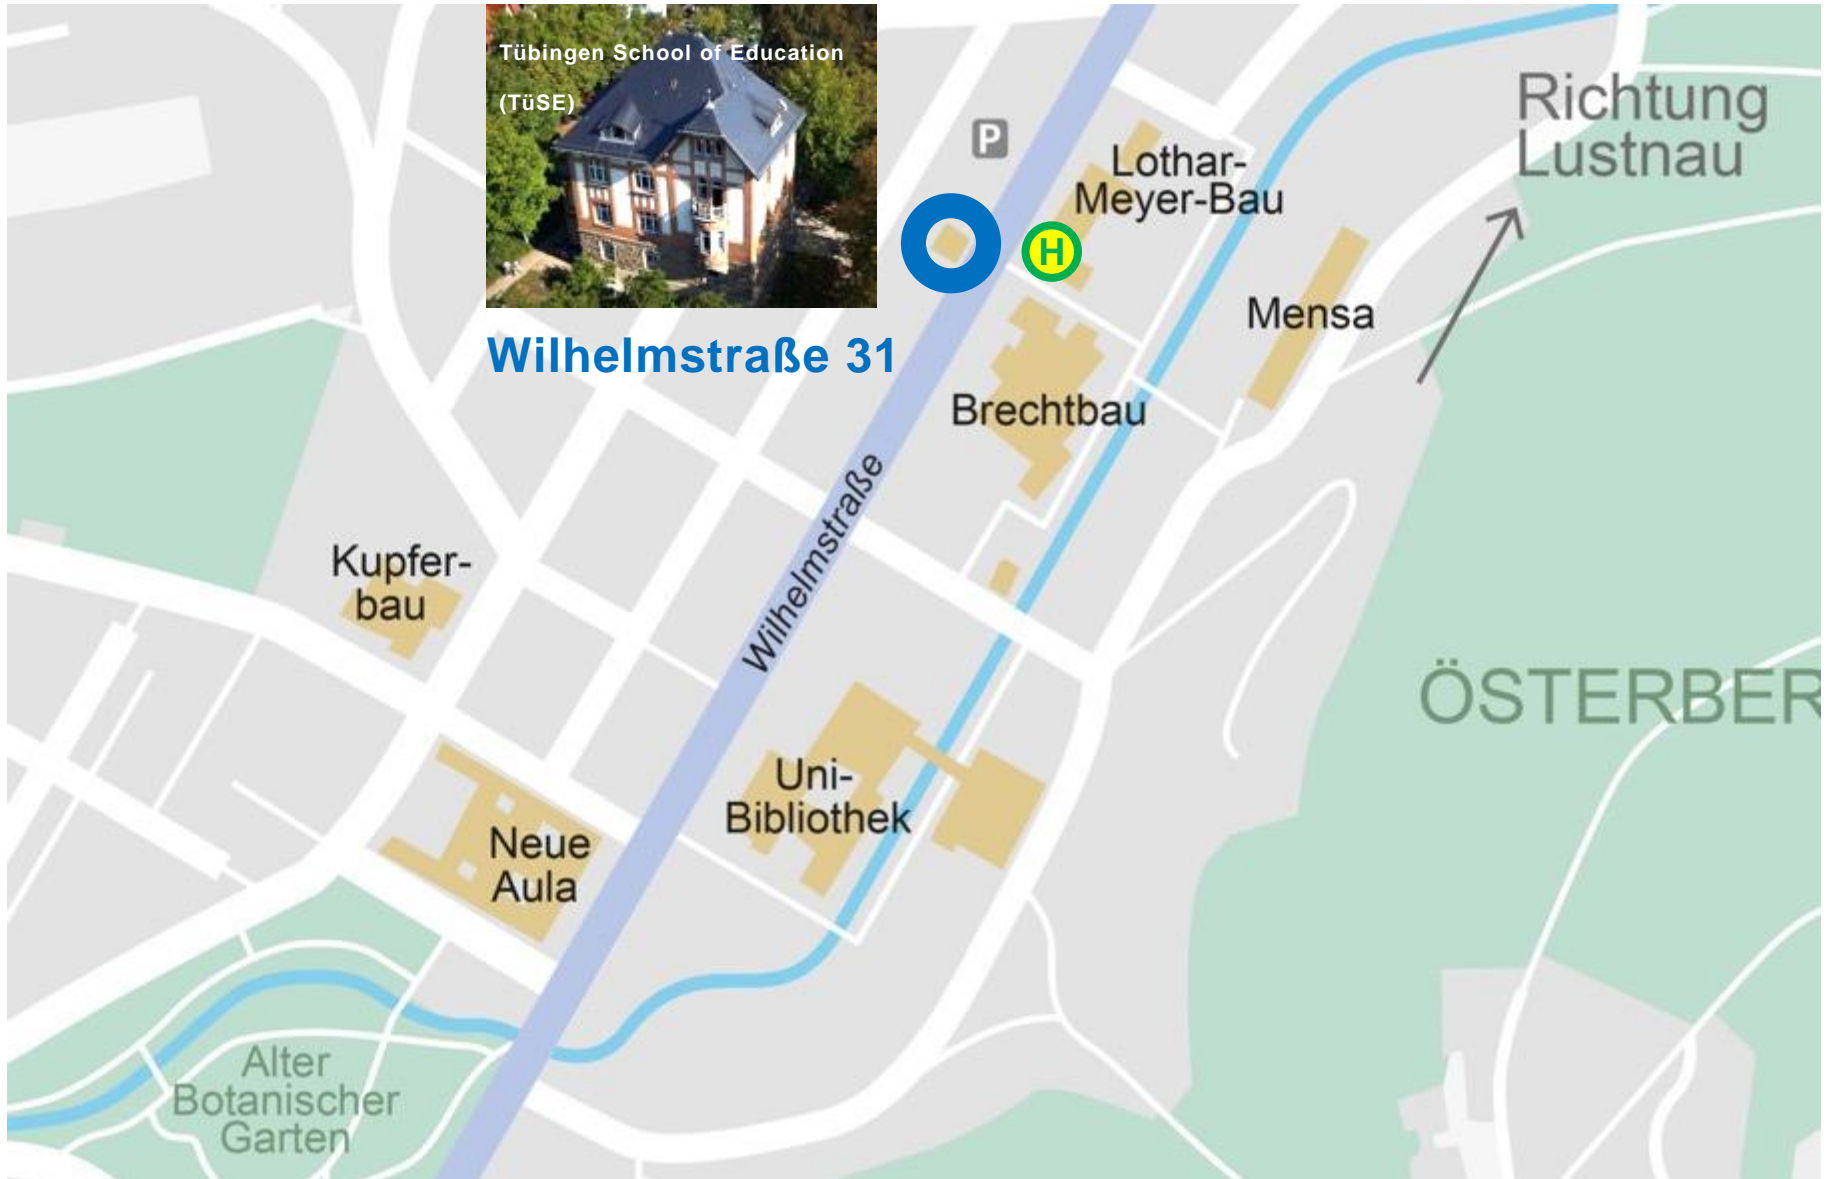 Tübingen School of Education
(TüSE)
P
Richtung
Lustnau
Lothar-
Meyer-Bau
H
Mensa
Wilhelmstraße 31
Brechtbau
Wilhelmstraße
Kupfer-
bau
ÖSTERBER
Uni-
Bibliothek
Neue
Aula
Alter
Botanischer
Garten